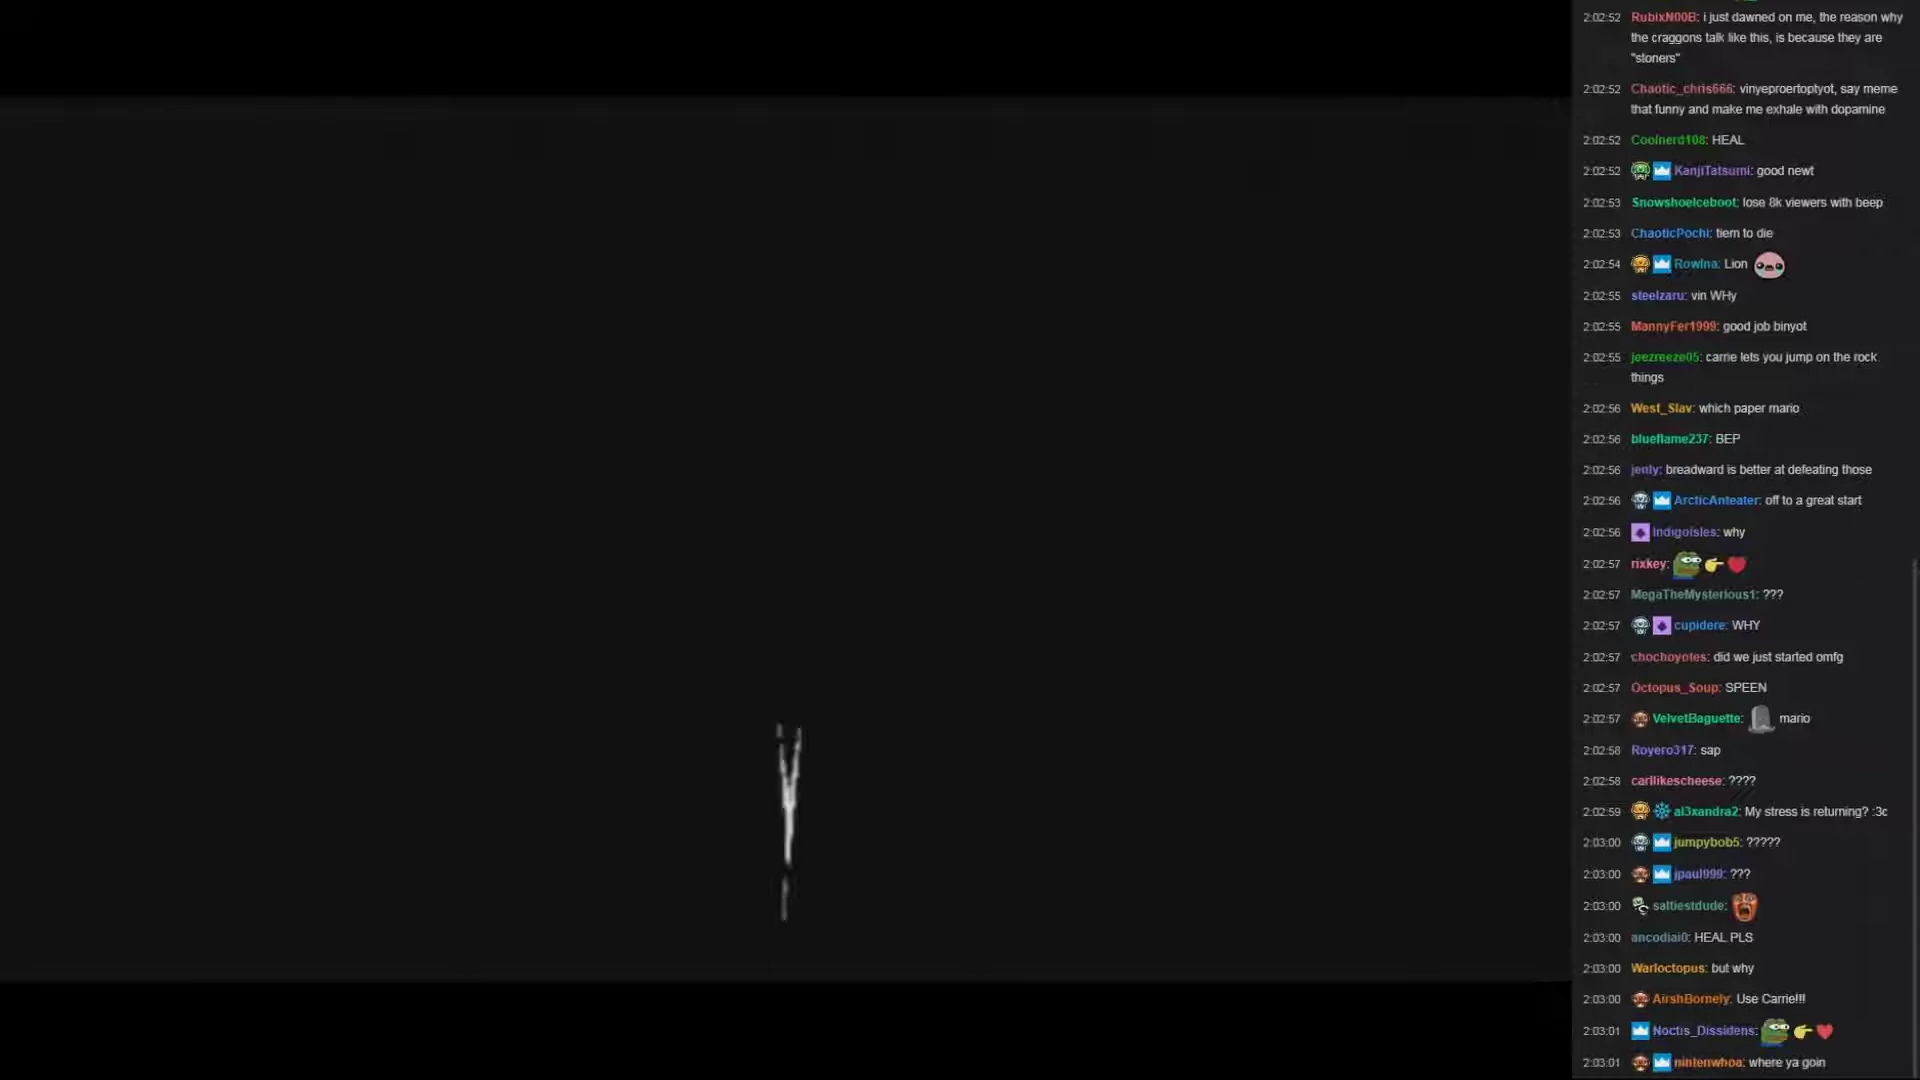 2:02:52 RubixN00B: i just dawned on me, the reason why
the craggons talk like this, is because they are
"stoners"
2:02:52 Chaotic_chris666: vinyeproertoptyot, say meme
that funny and make me exhale with dopamine
2:02:52 Coolnerd108: HEAL
2:02:52 KanjiTatsumi: good newt
2:02:53 SnowshoeIceboot: lose 8k viewers with beep
2:02:53 ChaoticPochi: tiem to die
2:02:54 Rowlna: Lion
2:02:55 steelzaru: vin WHy
2:02:55 MannyFer1999: good job binyot
2:02:55 jeezreeze05: carrie lets you jump on the rock
things
2:02:56 West_Slav: which paper mario
2:02:56 blueflame237: BEP
2:02:56 jenly: breadward is better at defeating those
2:02:56 ArcticAnteater: off to a great start
2:02:56 IndigoIsles: why
2:02:57 rixkey:
2:02:57 MegaTheMysterious1: ???
2:02:57 cupidere: WHY
2:02:57 chochoyotes: did we just started omfg
2:02:57 Octopus_Soup: SPEEN
2:02:57 VelvetBaguette: mario
2:02:58 Royero317: sap
2:02:58 carllikescheese: ????
2:02:59 al3xandra2: My stress is returning? :3c
2:03:00 jumpybob5: ?????
2:03:00 jpaul999: ???
2:03:00 saltiestdude:
2:03:00 ancodiai0: HEAL PLS
2:03:00 Warloctopus: but why
2:03:00 AirshBornely: Use Carrie!!!
2:03:01 Noctis_Dissidens:
2:03:01 nintenwhoa: where ya goin